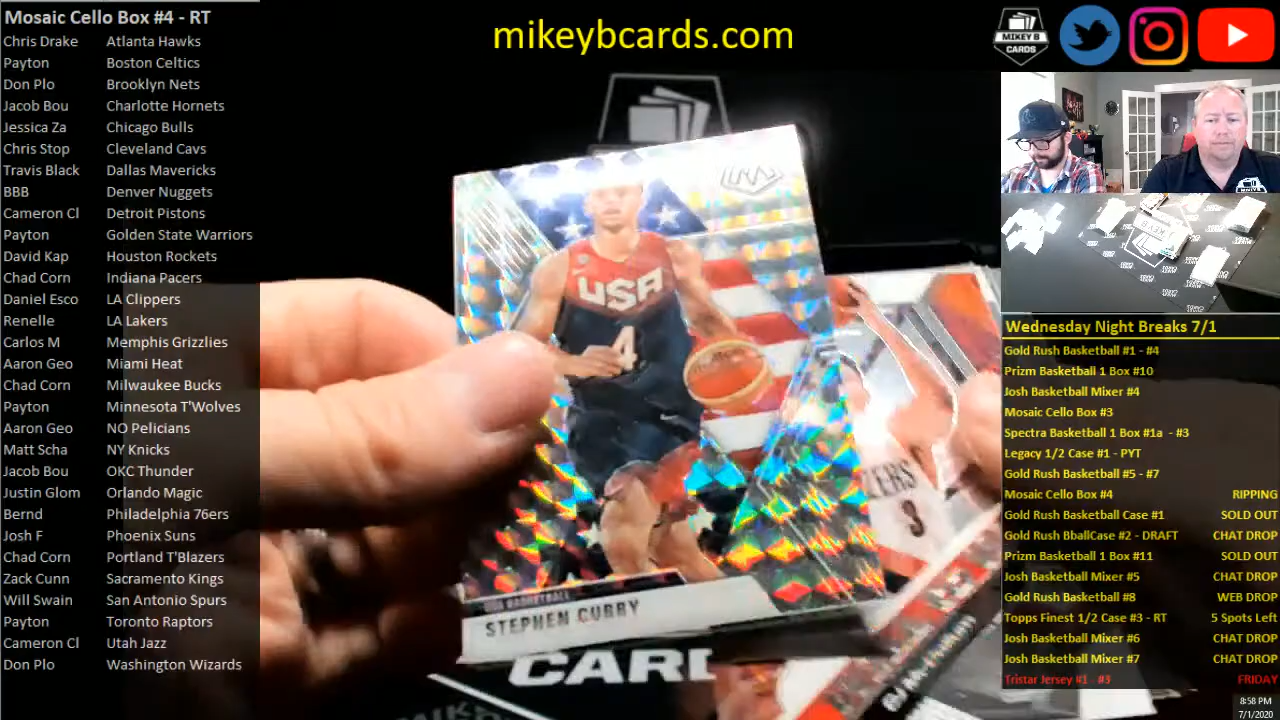 Mosaic Cello Box #4 - RT
Chris Drake Atlanta Hawks
Payton Boston Celtics
Don Plo Brooklyn Nets
Jacob Bou Charlotte Hornets
Jessica Za Chicago Bulls
Chris Stop Cleveland Cavs
Travis Black Dallas Mavericks
BBB Denver Nuggets
Cameron Cl Detroit Pistons
Payton Golden State Warriors
David Kap Houston Rockets
Chad Corn Indiana Pacers
Daniel Esco LA Clippers
Renelle LA Lakers
Carlos M Memphis Grizzlies
Aaron Geo Miami Heat
Chad Corn Milwaukee Bucks
Payton Minnesota T'Wolves
Aaron Geo NO Pelicians
Matt Scha NY Knicks
Jacob Bou OKC Thunder
Justin Glom Orlando Magic
Bernd Philadelphia 76ers
Josh F Phoenix Suns
Chad Corn Portland T'Blazers
Zack Cunn Sacramento Kings
Will Swain San Antonio Spurs
Payton Toronto Raptors
Cameron Cl Utah Jazz
Don Plo Washington Wizards
mikeybcards.com
MIKEY B
CARDS
USA
4
USA BASKETBALL
STEPHEN CURRY
ZERS
3
CARD
Wednesday Night Breaks 7/1
Gold Rush Basketball #1 - #4
Prizm Basketball 1 Box #10
Josh Basketball Mixer #4
Mosaic Cello Box #3
Spectra Basketball 1 Box #1a - #3
Legacy 1/2 Case #1 - PYT
Gold Rush Basketball #5 - #7
Mosaic Cello Box #4 RIPPING
Gold Rush Basketball Case #1 SOLD OUT
Gold Rush BballCase #2 - DRAFT CHAT DROP
Prizm Basketball 1 Box #11 SOLD OUT
Josh Basketball Mixer #5 CHAT DROP
Gold Rush Basketball #8 WEB DROP
Topps Finest 1/2 Case #3 - RT 5 Spots Left
Josh Basketball Mixer #6 CHAT DROP
Josh Basketball Mixer #7 CHAT DROP
Tristar Jersey #1 - #3 FRIDAY
8:58 PM
7/1/2020